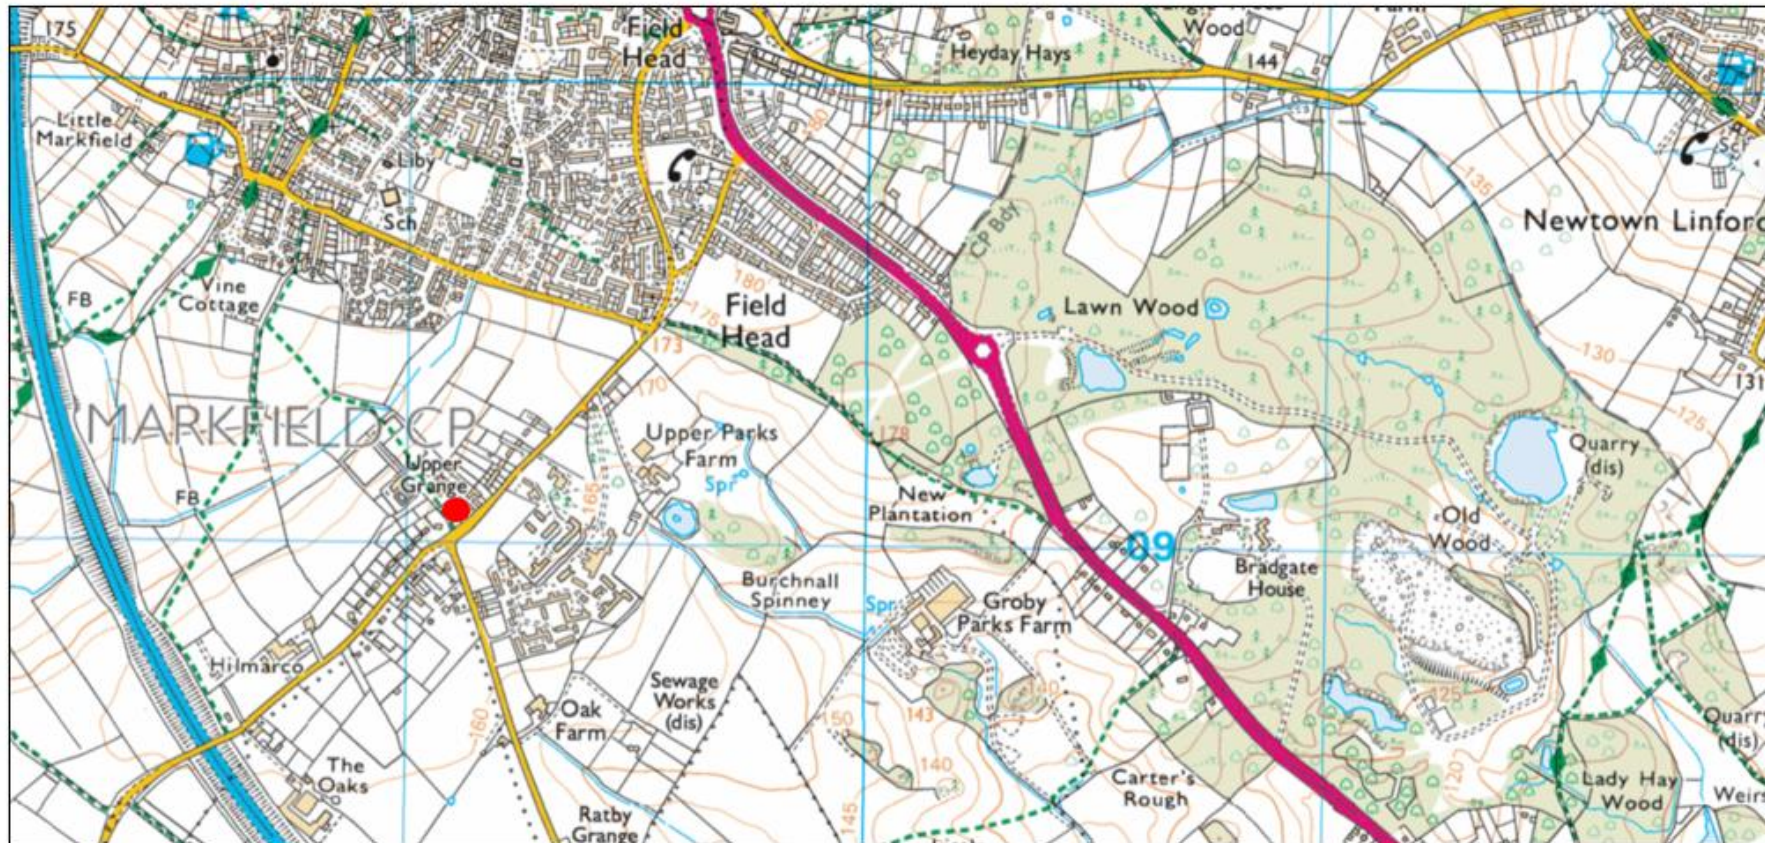 175
Field
Head
Wood
Heyday Hays
144
Little
Markfield
Liby
Sch
180
135
CP Bdy
Newtown Linford
FB
Vine
Cottage
180
175
Field
Head
173
Lawn Wood
130
131
170
125
MARKFIELD CP
178
Upper Parks
Farm
Spr
Upper
Grange
FB
165
New
Plantation
Quarry
(dis)
Old
Wood
09
Bradgate
House
Burchnall
Spinney
Spr
Groby
Parks Farm
Hilmarco
Sewage
Works
(dis)
Oak
Farm
160
140
143
150
125
120
Quarry
(dis)
The
Oaks
140
145
Carter's
Rough
Lady Hay
Wood
Weirs
Ratby
Grange